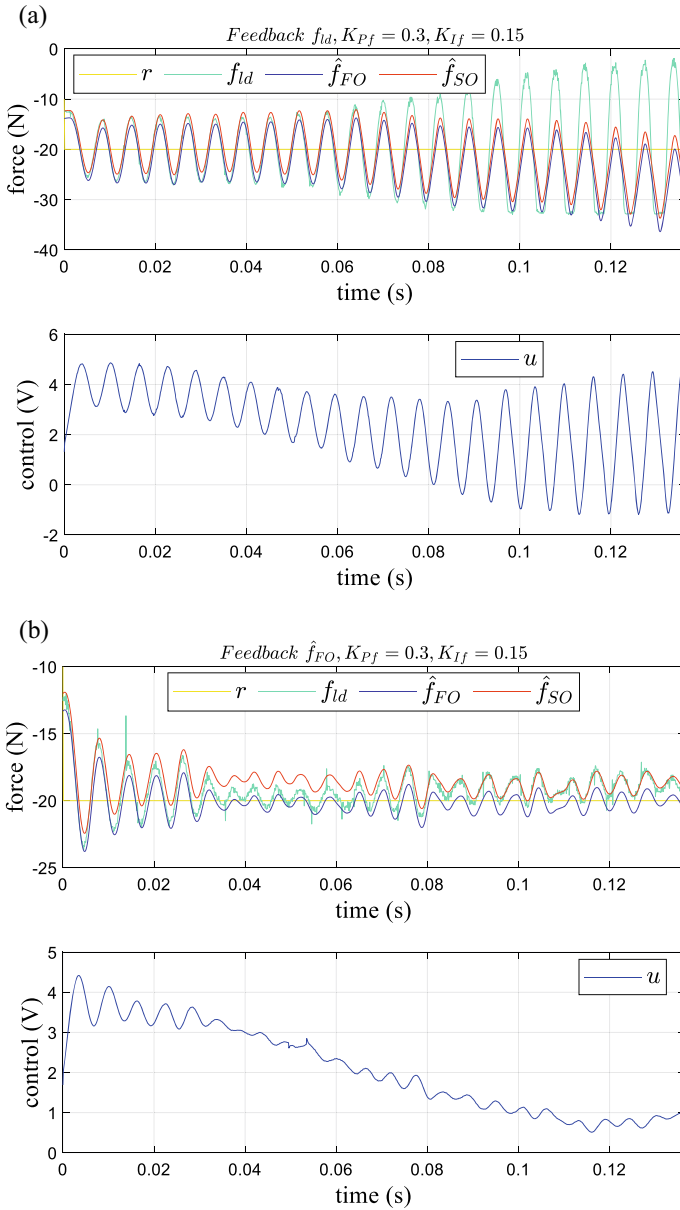 (a)
Feedback f_ld, K_Pf = 0.3, K_If = 0.15
r f_ld f̂_FO f̂_SO
0
-10
-20
-30
-40
force (N)
0 0.02 0.04 0.06 0.08 0.1 0.12
time (s)
u
6
4
2
0
-2
control (V)
0 0.02 0.04 0.06 0.08 0.1 0.12
time (s)
(b)
Feedback f̂_FO, K_Pf = 0.3, K_If = 0.15
r f_ld f̂_FO f̂_SO
-10
-15
-20
-25
force (N)
0 0.02 0.04 0.06 0.08 0.1 0.12
time (s)
u
5
4
3
2
1
0
control (V)
0 0.02 0.04 0.06 0.08 0.1 0.12
time (s)